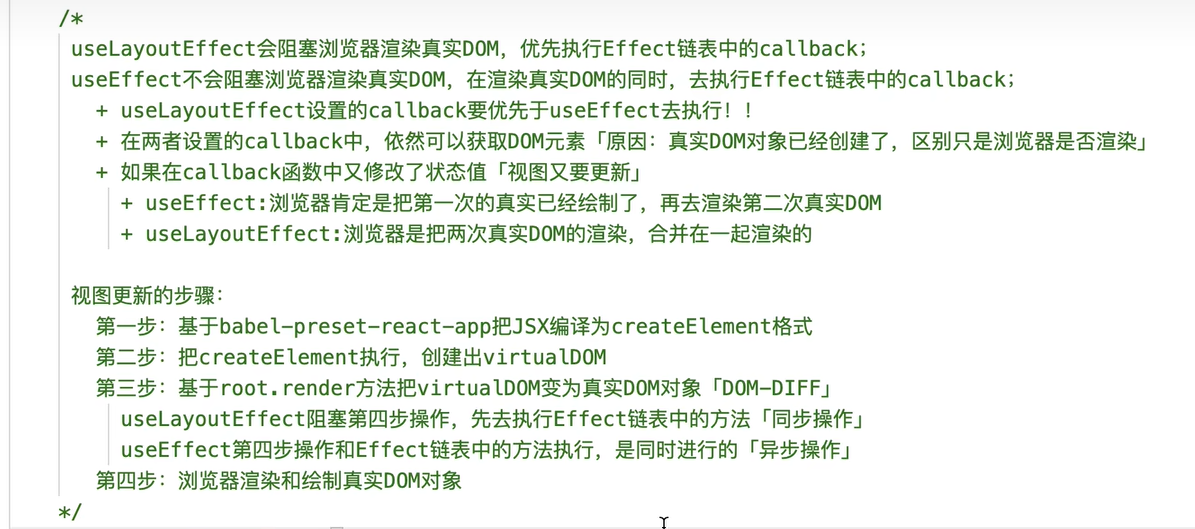 /*
useLayoutEffect会阻塞浏览器渲染真实DOM，优先执行Effect链表中的callback；
useEffect不会阻塞浏览器渲染真实DOM，在渲染真实DOM的同时，去执行Effect链表中的callback；
+ useLayoutEffect设置的callback要优先于useEffect去执行！！
+ 在两者设置的callback中，依然可以获取DOM元素「原因：真实DOM对象已经创建了，区别只是浏览器是否渲染」
+ 如果在callback函数中又修改了状态值「视图又要更新」
+ useEffect:浏览器肯定是把第一次的真实已经绘制了，再去渲染第二次真实DOM
+ useLayoutEffect:浏览器是把两次真实DOM的渲染，合并在一起渲染的
视图更新的步骤：
第一步：基于babel-preset-react-app把JSX编译为createElement格式
第二步：把createElement执行，创建出virtualDOM
第三步：基于root.render方法把virtualDOM变为真实DOM对象「DOM-DIFF」
useLayoutEffect阻塞第四步操作，先去执行Effect链表中的方法「同步操作」
useEffect第四步操作和Effect链表中的方法执行，是同时进行的「异步操作」
第四步：浏览器渲染和绘制真实DOM对象
*/